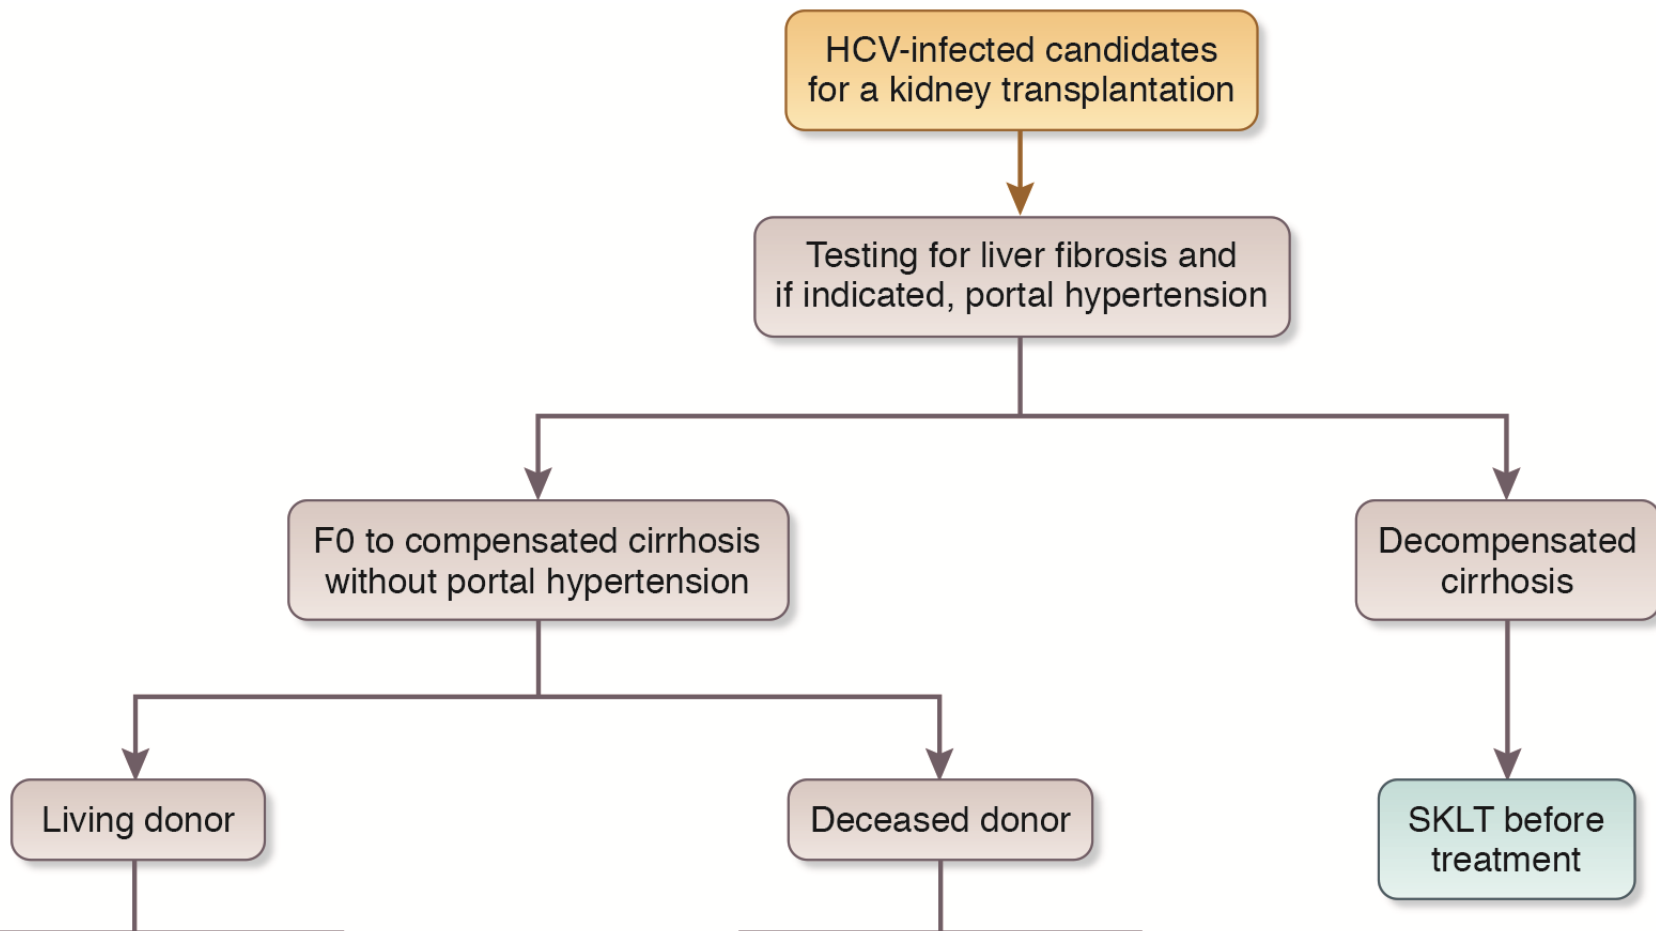 HCV-infected candidates
for a kidney transplantation
Testing for liver fibrosis and
if indicated, portal hypertension
F0 to compensated cirrhosis
without portal hypertension
Decompensated
cirrhosis
Living donor
Deceased donor
SKLT before
treatment